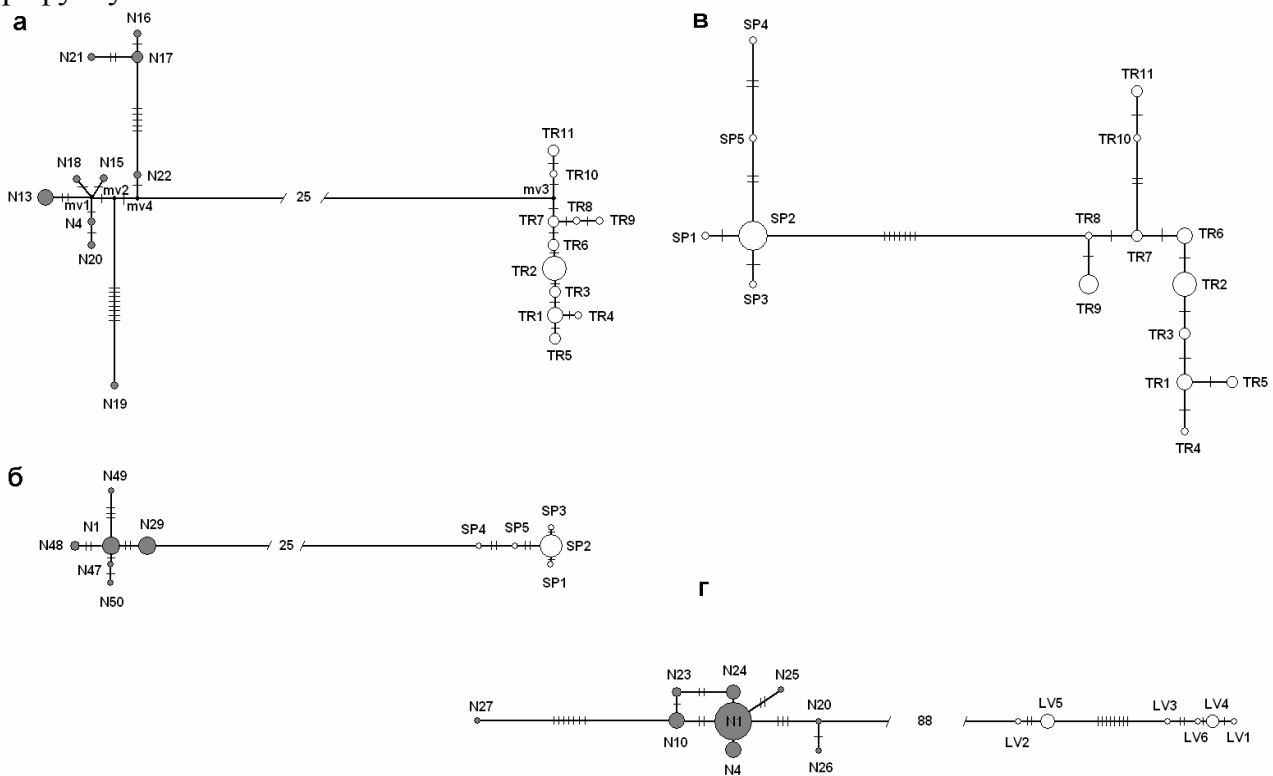 а
N16
N21
N17
N18
N15
N22
N13
mv1
mv2
mv4
N4
N20
N19
25
mv3
TR11
TR10
TR7
TR8
TR9
TR6
TR2
TR3
TR1
TR4
TR5
в
SP4
SP5
SP2
SP1
SP3
TR11
TR10
TR8
TR7
TR6
TR9
TR2
TR3
TR1
TR5
TR4
б
N49
N1
N29
N48
N47
N50
25
SP4
SP5
SP3
SP2
SP1
г
N27
N23
N24
N25
N10
N1
N20
N4
N26
88
LV2
LV5
LV3
LV6
LV4
LV1